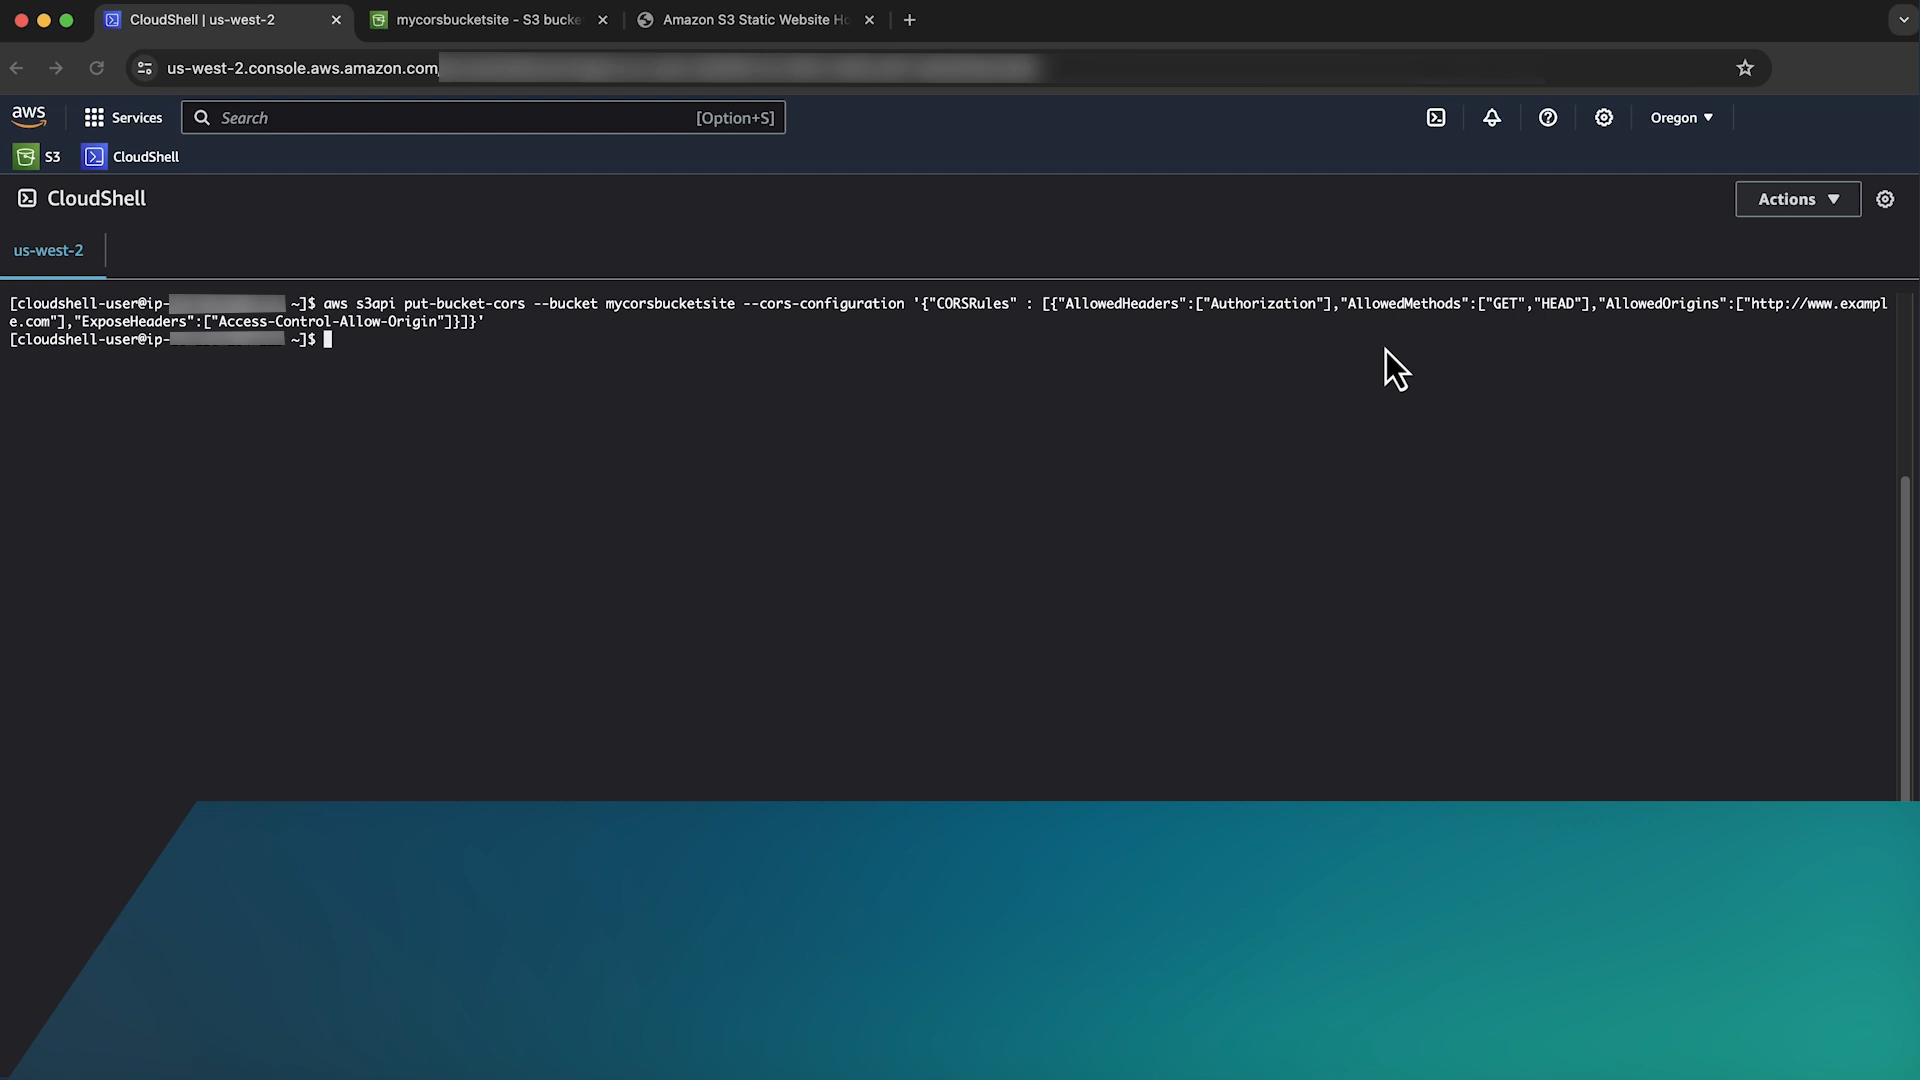 CloudShell | us-west-2
mycorsbucketsite - S3 bucke
Amazon S3 Static Website Ho
us-west-2.console.aws.amazon.com/
aws
Services
Search
[Option+S]
Oregon
S3
CloudShell
CloudShell
Actions
us-west-2
[cloudshell-user@ip- ~]$ aws s3api put-bucket-cors --bucket mycorsbucketsite --cors-configuration '{"CORSRules" : [{"AllowedHeaders":["Authorization"],"AllowedMethods":["GET","HEAD"],"AllowedOrigins":["http://www.exampl
e.com"],"ExposeHeaders":["Access-Control-Allow-Origin"]}]}'
[cloudshell-user@ip- ~]$